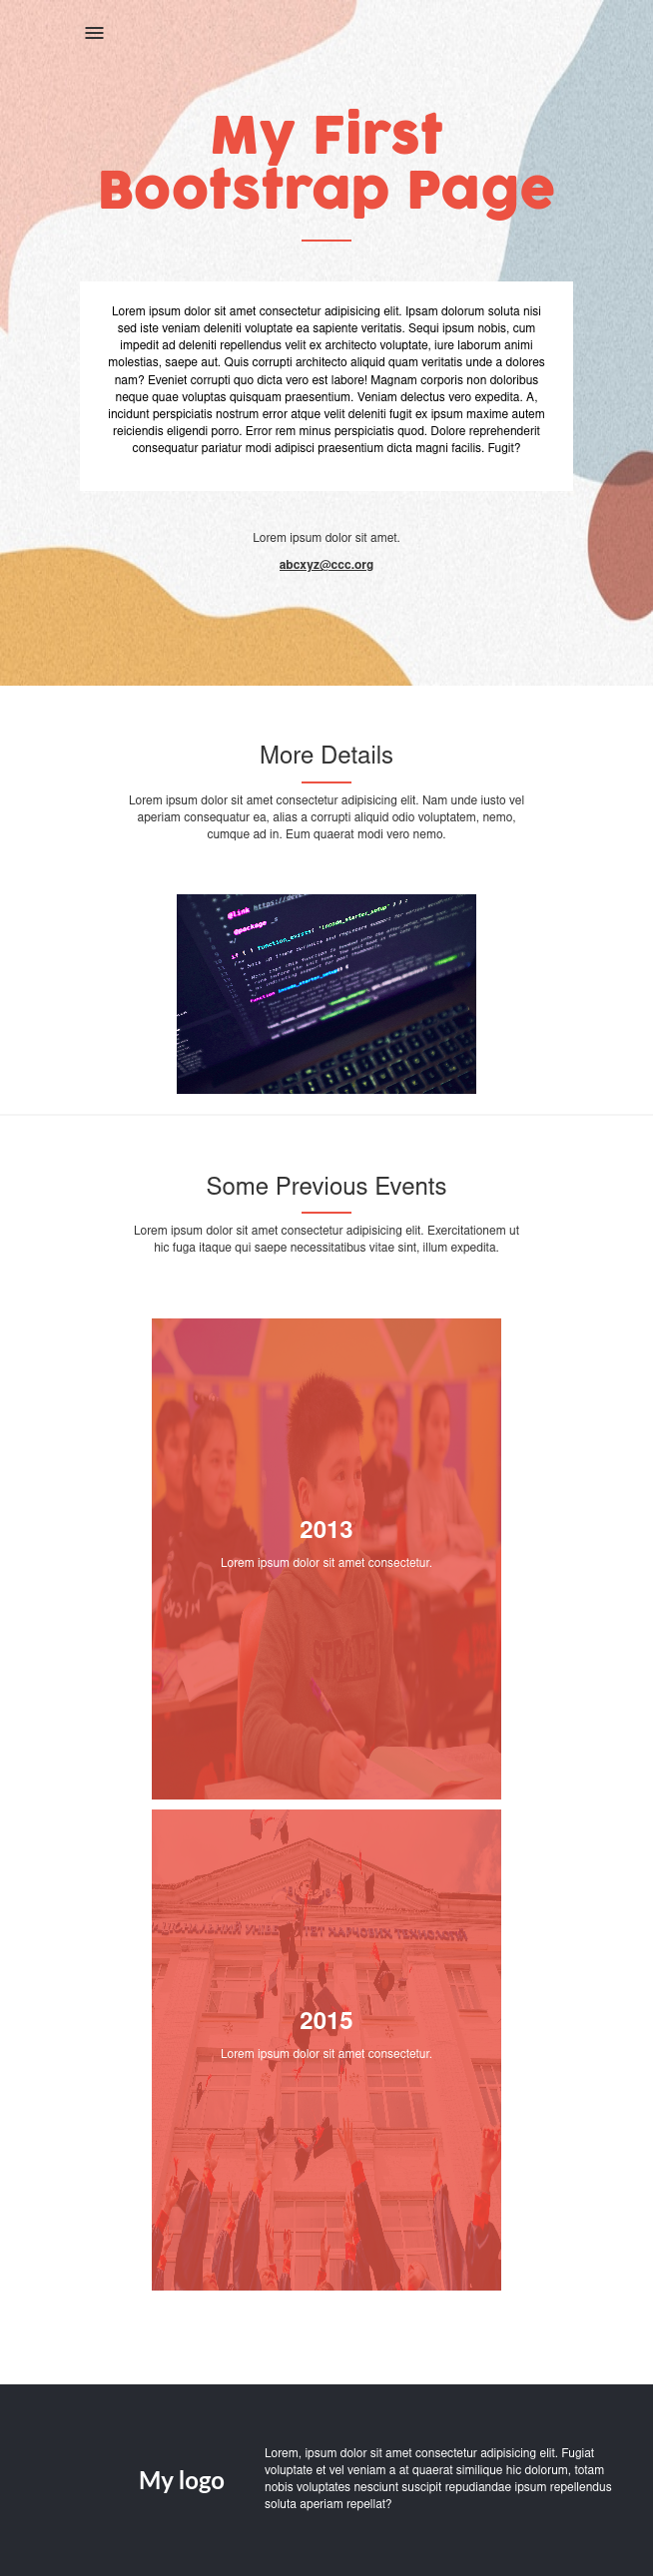 My First
Bootstrap Page
Lorem ipsum dolor sit amet consectetur adipisicing elit. Ipsam dolorum soluta nisi
sed iste veniam deleniti voluptate ea sapiente veritatis. Sequi ipsum nobis, cum
impedit ad deleniti repellendus velit ex architecto voluptate, iure laborum animi
molestias, saepe aut. Quis corrupti architecto aliquid quam veritatis unde a dolores
nam? Eveniet corrupti quo dicta vero est labore! Magnam corporis non doloribus
neque quae voluptas quisquam praesentium. Veniam delectus vero expedita. A,
incidunt perspiciatis nostrum error atque velit deleniti fugit ex ipsum maxime autem
reiciendis eligendi porro. Error rem minus perspiciatis quod. Dolore reprehenderit
consequatur pariatur modi adipisci praesentium dicta magni facilis. Fugit?
Lorem ipsum dolor sit amet.
abcxyz@ccc.org
More Details
Lorem ipsum dolor sit amet consectetur adipisicing elit. Nam unde iusto vel
aperiam consequatur ea, alias a corrupti aliquid odio voluptatem, nemo,
cumque ad in. Eum quaerat modi vero nemo.
@link
@package _s
Some Previous Events
Lorem ipsum dolor sit amet consectetur adipisicing elit. Exercitationem ut
hic fuga itaque qui saepe necessitatibus vitae sint, illum expedita.
2013
Lorem ipsum dolor sit amet consectetur.
2015
Lorem ipsum dolor sit amet consectetur.
My logo
Lorem, ipsum dolor sit amet consectetur adipisicing elit. Fugiat
voluptate et vel veniam a at quaerat similique hic dolorum, totam
nobis voluptates nesciunt suscipit repudiandae ipsum repellendus
soluta aperiam repellat?